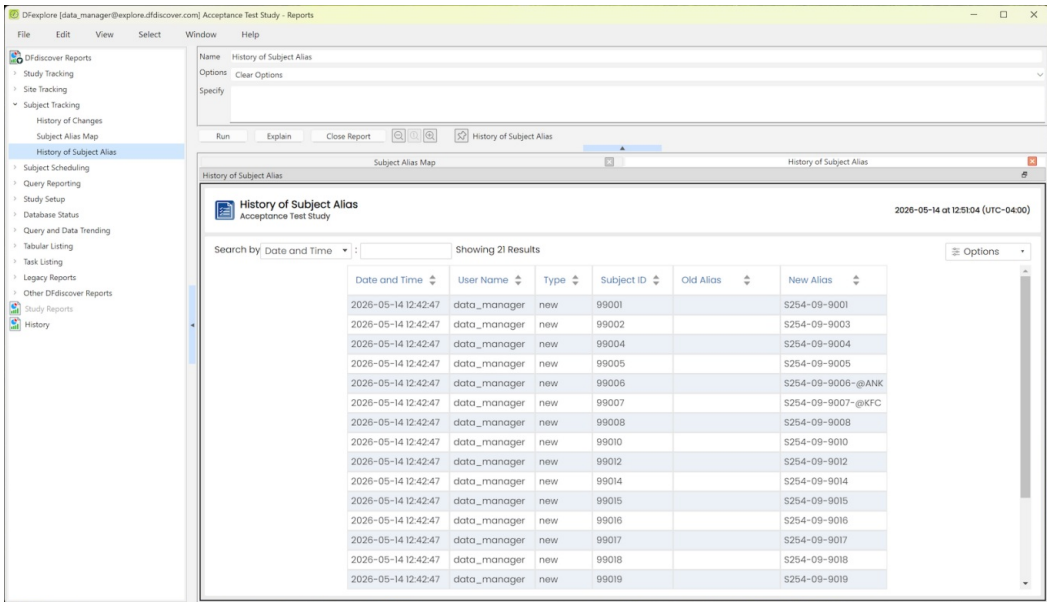 DFexplore [data_manager@explore.dfdiscover.com] Acceptance Test Study - Reports
File Edit View Select Window Help
DFdiscover Reports
Study Tracking
Site Tracking
Subject Tracking
History of Changes
Subject Alias Map
History of Subject Alias
Subject Scheduling
Query Reporting
Study Setup
Database Status
Query and Data Trending
Tabular Listing
Task Listing
Legacy Reports
Other DFdiscover Reports
Study Reports
History
Name History of Subject Alias
Options Clear Options
Specify
Run Explain Close Report History of Subject Alias
Subject Alias Map History of Subject Alias
History of Subject Alias
History of Subject Alias
Acceptance Test Study
2026-05-14 at 12:51:04 (UTC-04:00)
Search by Date and Time : Showing 21 Results Options
Date and Time User Name Type Subject ID Old Alias New Alias
2026-05-14 12:42:47 data_manager new 99001 S254-09-9001
2026-05-14 12:42:47 data_manager new 99002 S254-09-9003
2026-05-14 12:42:47 data_manager new 99004 S254-09-9004
2026-05-14 12:42:47 data_manager new 99005 S254-09-9005
2026-05-14 12:42:47 data_manager new 99006 S254-09-9006-@ANK
2026-05-14 12:42:47 data_manager new 99007 S254-09-9007-@KFC
2026-05-14 12:42:47 data_manager new 99008 S254-09-9008
2026-05-14 12:42:47 data_manager new 99010 S254-09-9010
2026-05-14 12:42:47 data_manager new 99012 S254-09-9012
2026-05-14 12:42:47 data_manager new 99014 S254-09-9014
2026-05-14 12:42:47 data_manager new 99015 S254-09-9015
2026-05-14 12:42:47 data_manager new 99016 S254-09-9016
2026-05-14 12:42:47 data_manager new 99017 S254-09-9017
2026-05-14 12:42:47 data_manager new 99018 S254-09-9018
2026-05-14 12:42:47 data_manager new 99019 S254-09-9019